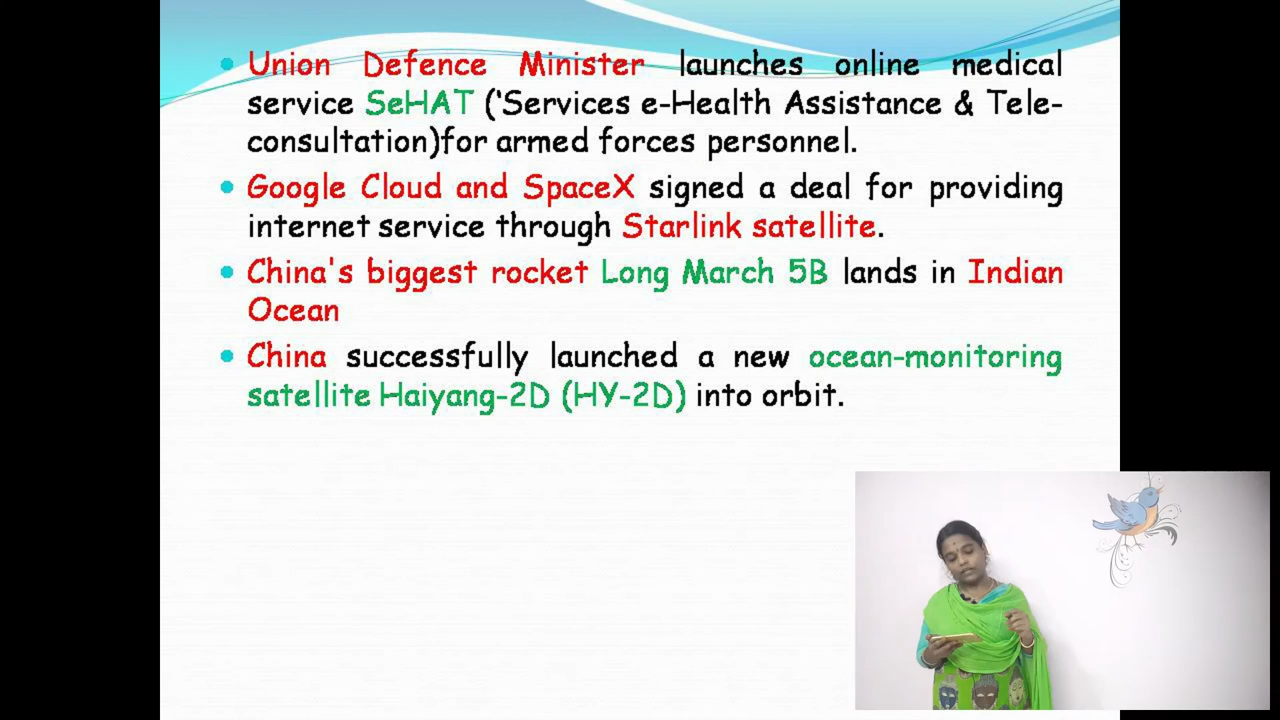 Union Defence Minister launches online medical
service SeHAT (‘Services e-Health Assistance & Tele-
consultation)for armed forces personnel.
Google Cloud and SpaceX signed a deal for providing
internet service through Starlink satellite.
China's biggest rocket Long March 5B lands in Indian
Ocean
China successfully launched a new ocean-monitoring
satellite Haiyang-2D (HY-2D) into orbit.